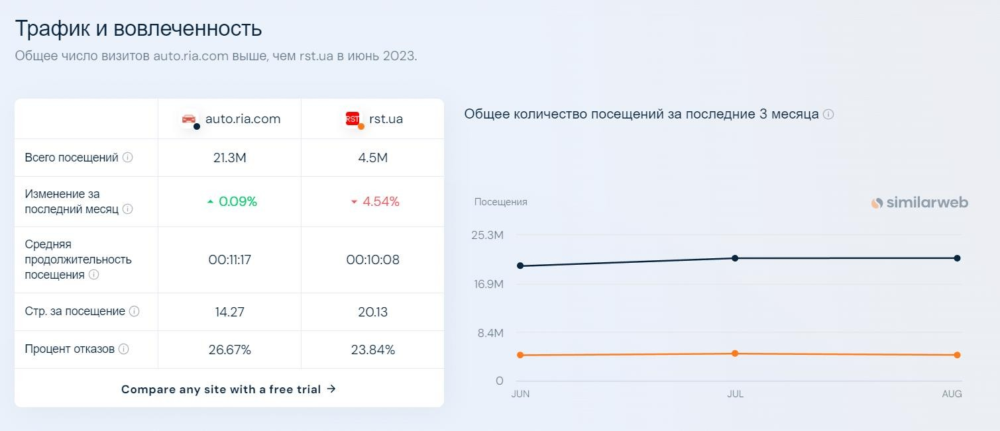 Трафик и вовлеченность
Общее число визитов auto.ria.com выше, чем rst.ua в июнь 2023.
auto.ria.com
RST
rst.ua
Всего посещений
21.3M
4.5M
Изменение за
последний месяц
0.09%
4.54%
Средняя
продолжительность
посещения
00:11:17
00:10:08
Стр. за посещение
14.27
20.13
Процент отказов
26.67%
23.84%
Compare any site with a free trial →
Общее количество посещений за последние 3 месяца
Посещения
similarweb
25.3M
16.9M
8.4M
0
JUN
JUL
AUG